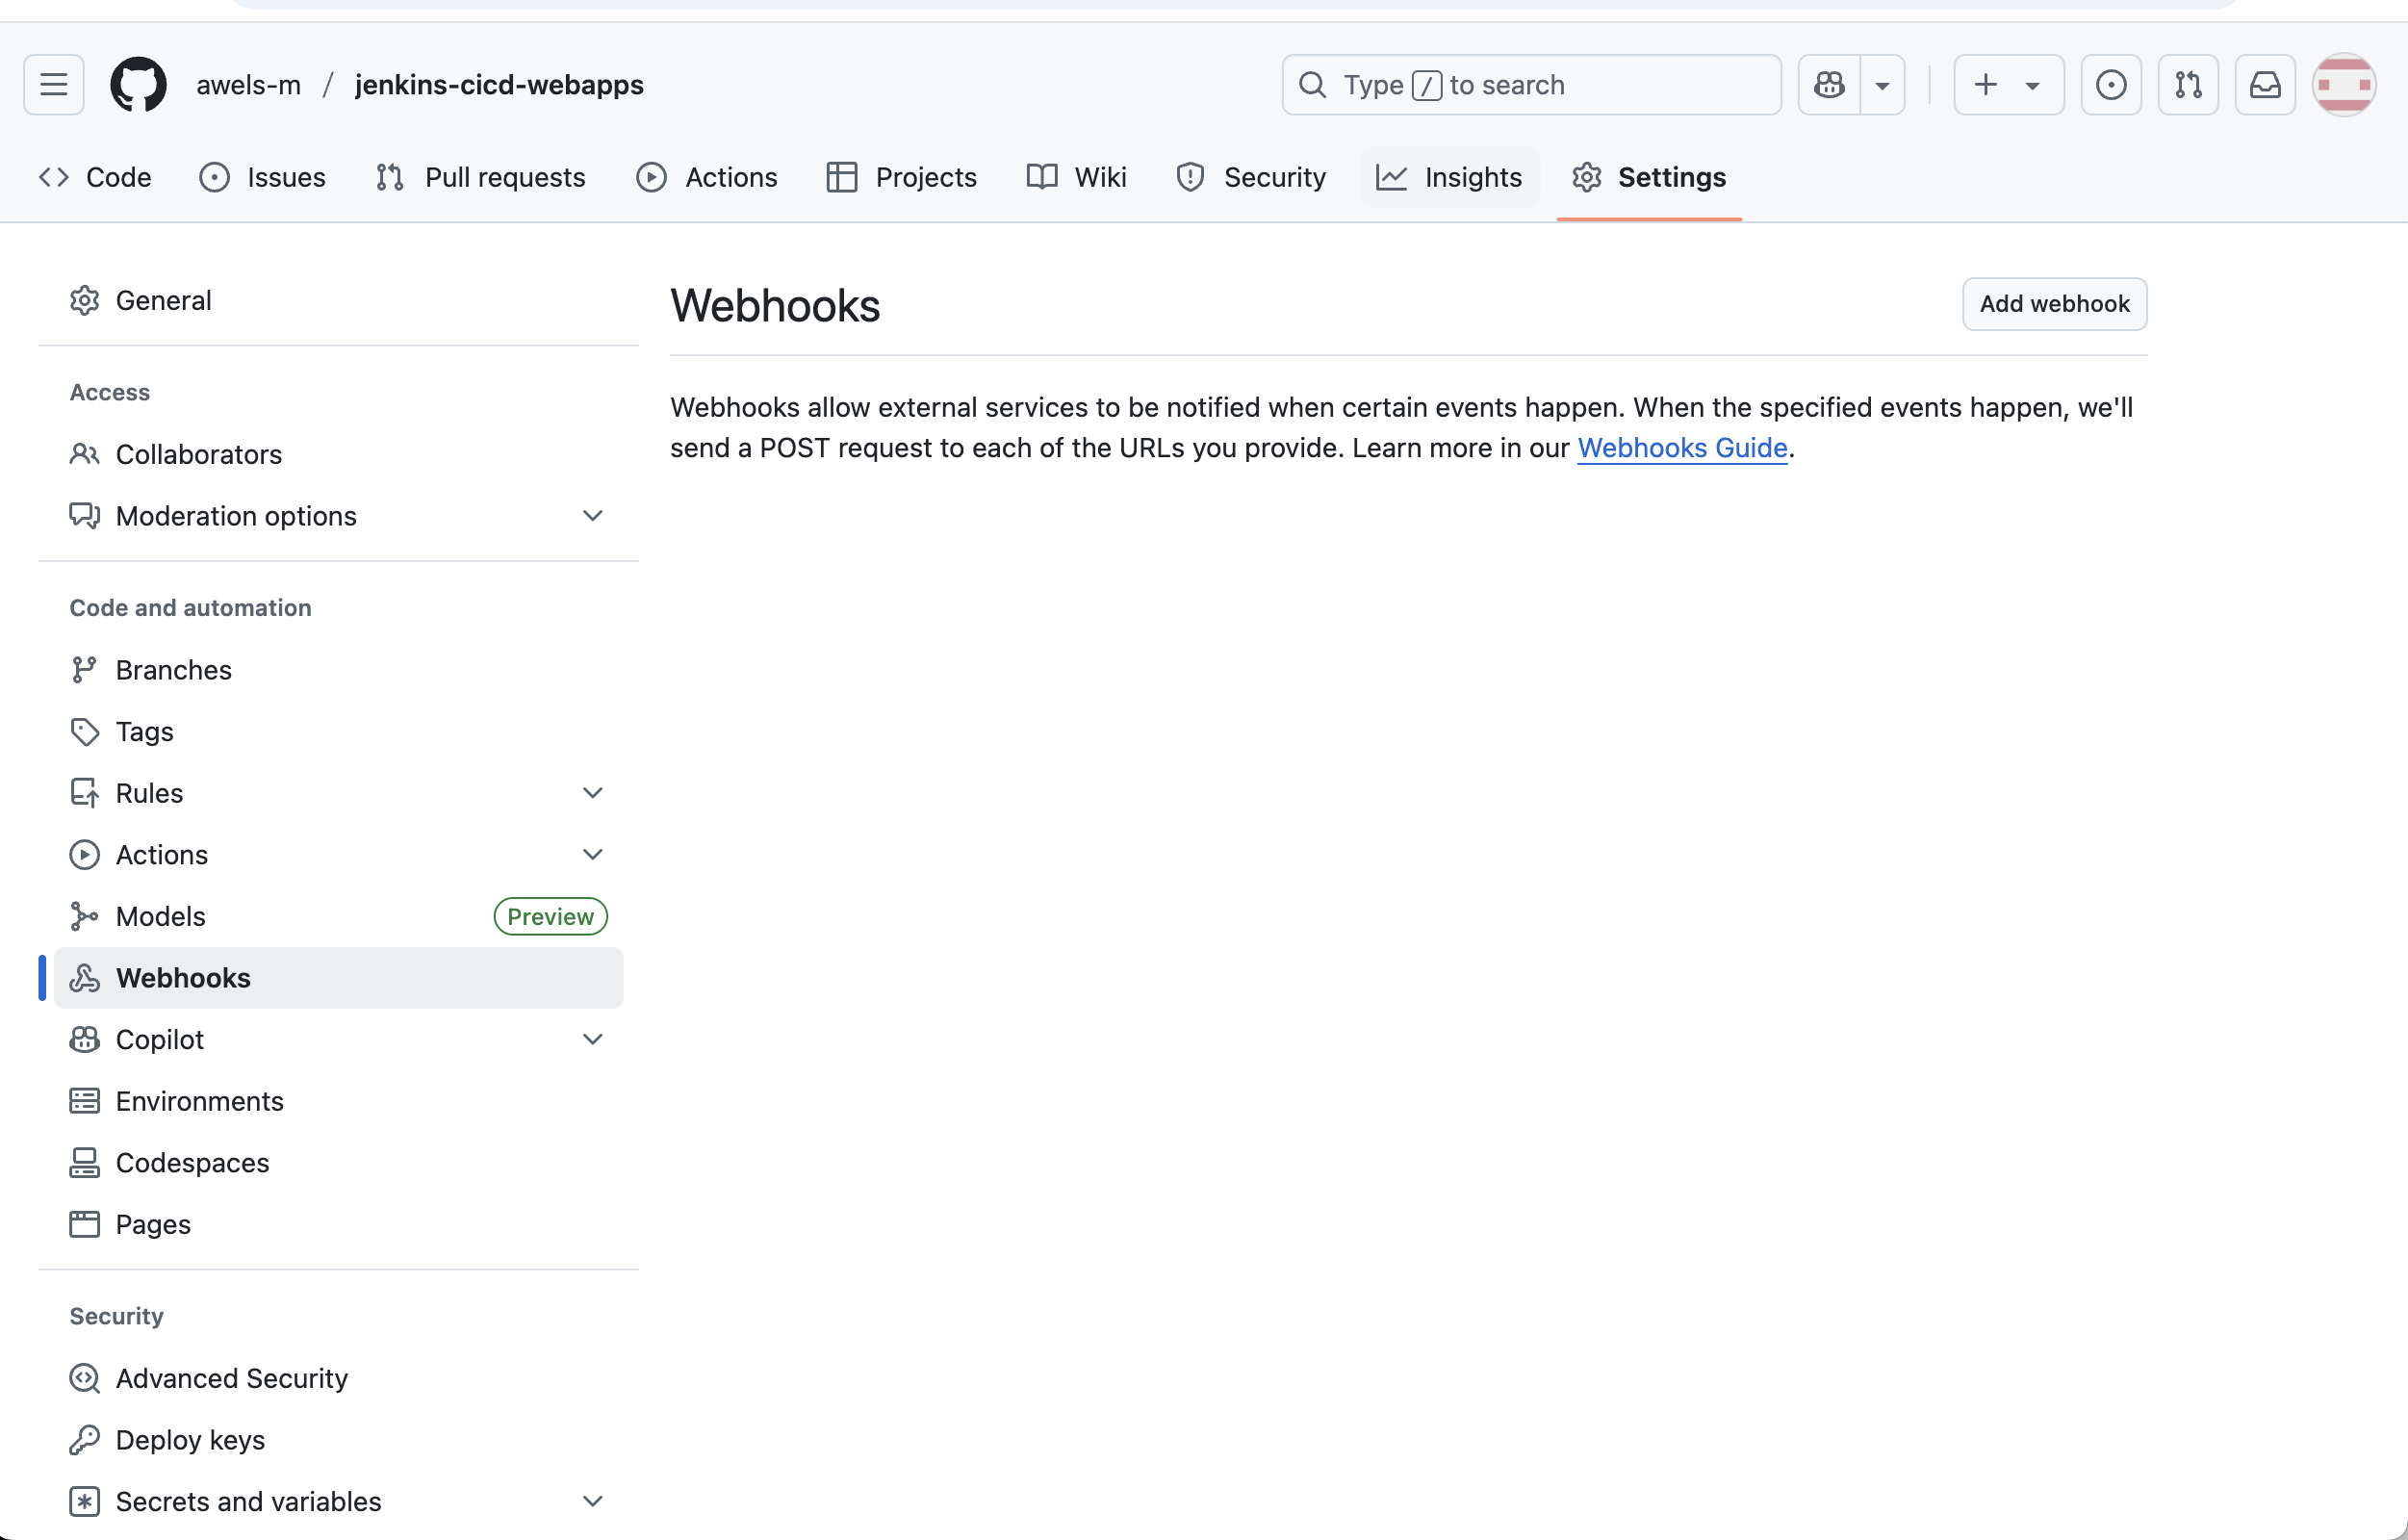 awels-m / jenkins-cicd-webapps
Type / to search
Code Issues Pull requests Actions Projects Wiki Security Insights Settings
General
Access
Collaborators
Moderation options
Code and automation
Branches
Tags
Rules
Actions
Models Preview
Webhooks
Copilot
Environments
Codespaces
Pages
Security
Advanced Security
Deploy keys
Secrets and variables
Webhooks
Add webhook
Webhooks allow external services to be notified when certain events happen. When the specified events happen, we'll
send a POST request to each of the URLs you provide. Learn more in our Webhooks Guide.